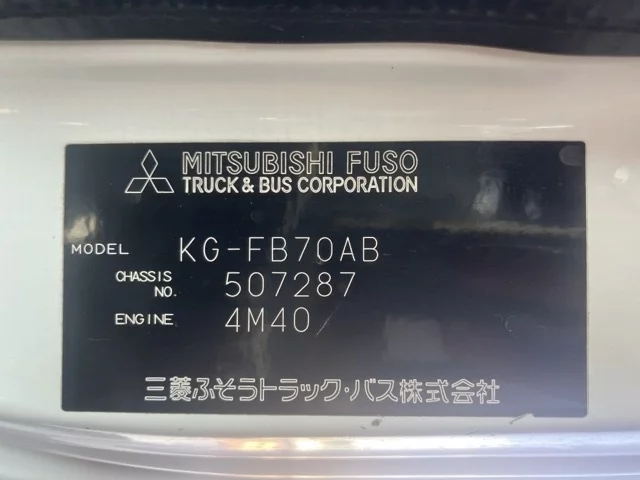 MITSUBISHI FUSO
TRUCK & BUS CORPORATION
MODEL KG-FB70AB
CHASSIS NO. 507287
ENGINE 4M40
三菱ふそうトラック・バス株式会社